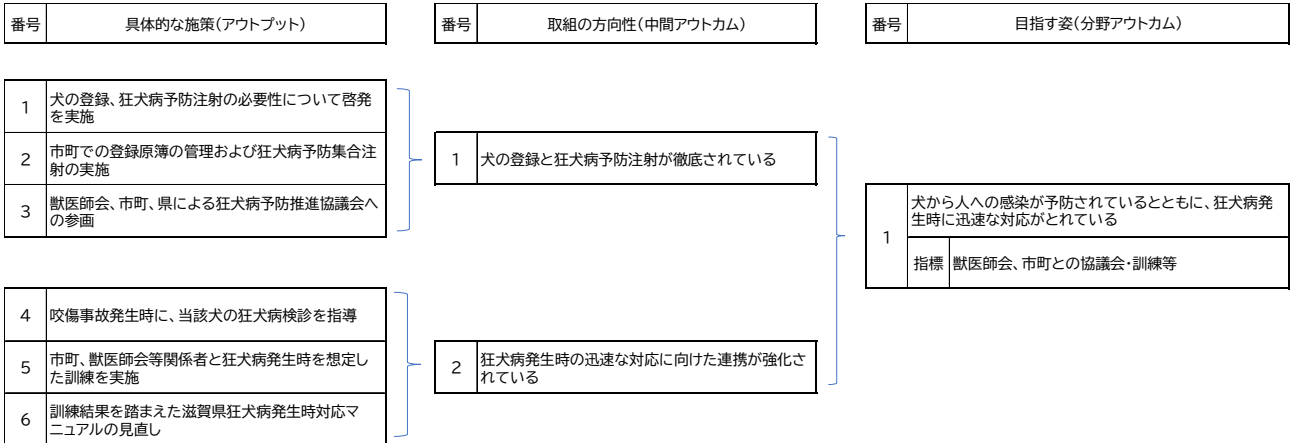 番号 具体的な施策(アウトプット)
番号 取組の方向性(中間アウトカム)
番号 目指す姿(分野アウトカム)
1 犬の登録、狂犬病予防注射の必要性について啓発
を実施
2 市町での登録原簿の管理および狂犬病予防集合注
射の実施
3 獣医師会、市町、県による狂犬病予防推進協議会へ
の参画
1 犬の登録と狂犬病予防注射が徹底されている
4 咬傷事故発生時に、当該犬の狂犬病検診を指導
5 市町、獣医師会等関係者と狂犬病発生時を想定し
た訓練を実施
6 訓練結果を踏まえた滋賀県狂犬病発生時対応マ
ニュアルの見直し
2 狂犬病発生時の迅速な対応に向けた連携が強化さ
れている
1 犬から人への感染が予防されているとともに、狂犬病発
生時に迅速な対応がとれている
指標 獣医師会、市町との協議会・訓練等